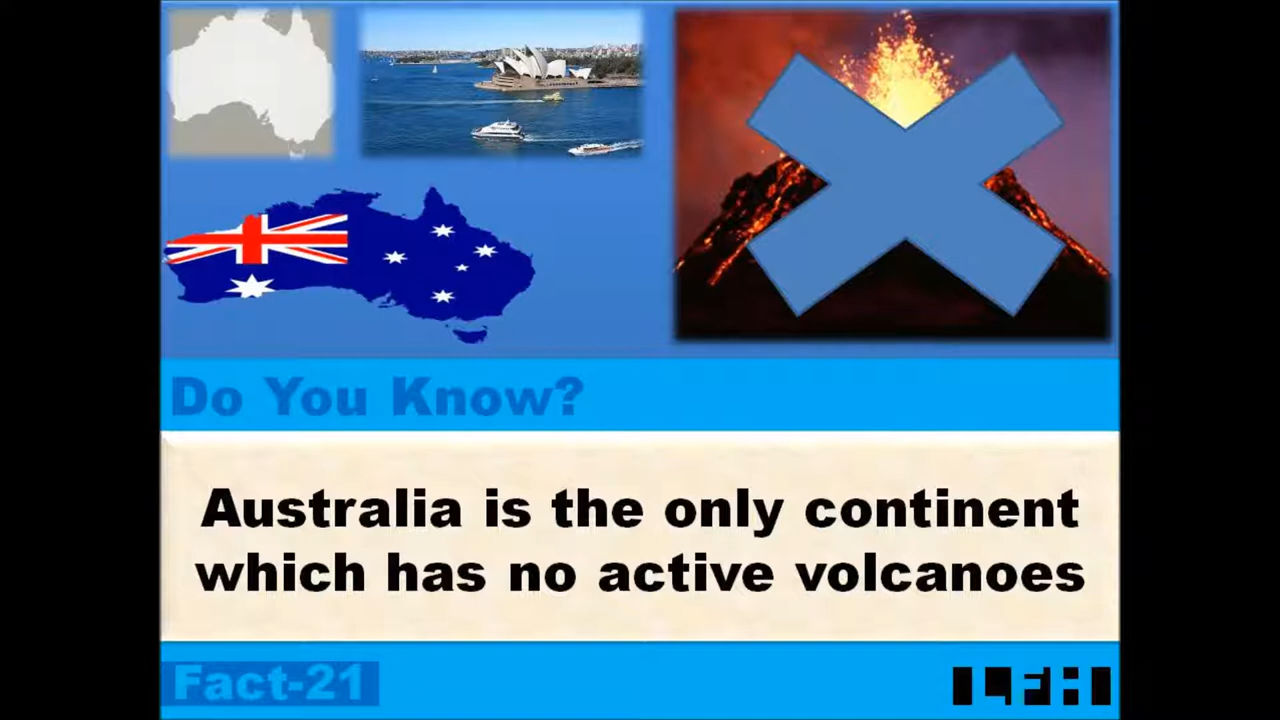 Do You Know?
Australia is the only continent
which has no active volcanoes
Fact-21